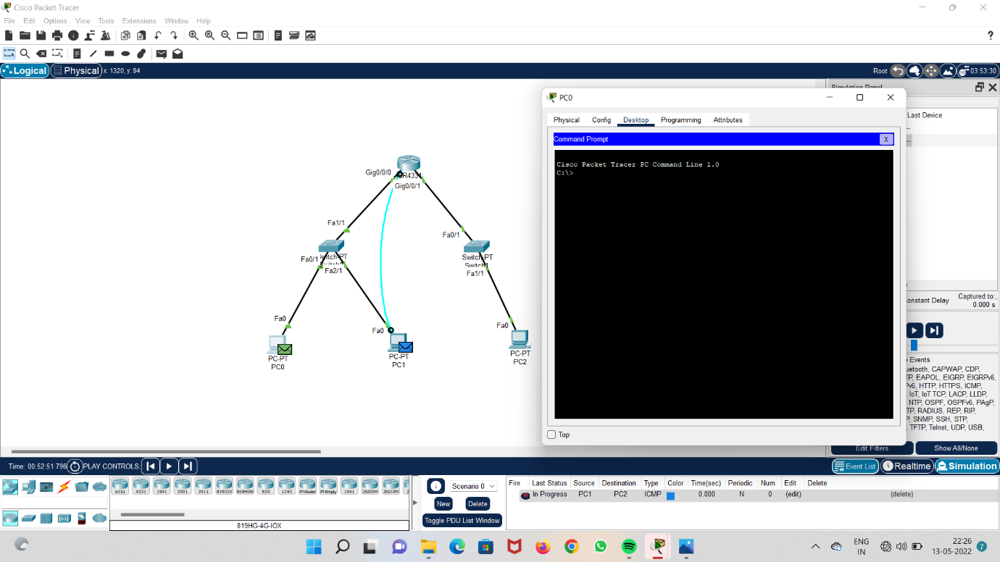 Cisco Packet Tracer
File Edit Options View Tools Extensions Window Help
?
Logical Physical x: 1320, y: 94 Root 03:53:30
Simulation Panel
PC0
Last Device
Physical Config Desktop Programming Attributes
Command Prompt X
Cisco Packet Tracer PC Command Line 1.0
C:\>
Gig0/0/0
Gig0/0/1
Fa1/1
Fa0/1
Switch-PT
Fa0/1
Fa2/1
Switch1
Fa1/1
Fa0
Fa0
Fa0
PC-PT
PC0
PC-PT
PC1
PC-PT
PC2
Constant Delay Captured to:
0.000 s
Events
CAPWAP, CDP,
EAPOL, EIGRP, EIGRPv6,
HTTP, HTTPS, ICMP,
IoT, IoT TCP, LACP, LLDP,
NTP, OSPF, OSPFv6, PAgP,
RADIUS, REP, RIP,
SNMP, SSH, STP,
TFTP, Telnet, UDP, USB,
Top
Edit Filters Show All/None
Time: 00:52:51.796 PLAY CONTROLS: Event List Realtime Simulation
4331 4321 1941 2901 2911 819IOX 819HGW 829 1240 PT-Router PT-Empty 1841 2620XM 2621XM
819HG-4G-IOX
Scenario 0
New Delete
Toggle PDU List Window
Fire Last Status Source Destination Type Color Time(sec) Periodic Num Edit Delete
In Progress PC1 PC2 ICMP 0.000 N 0 (edit) (delete)
ENG
IN
22:26
13-05-2022
7